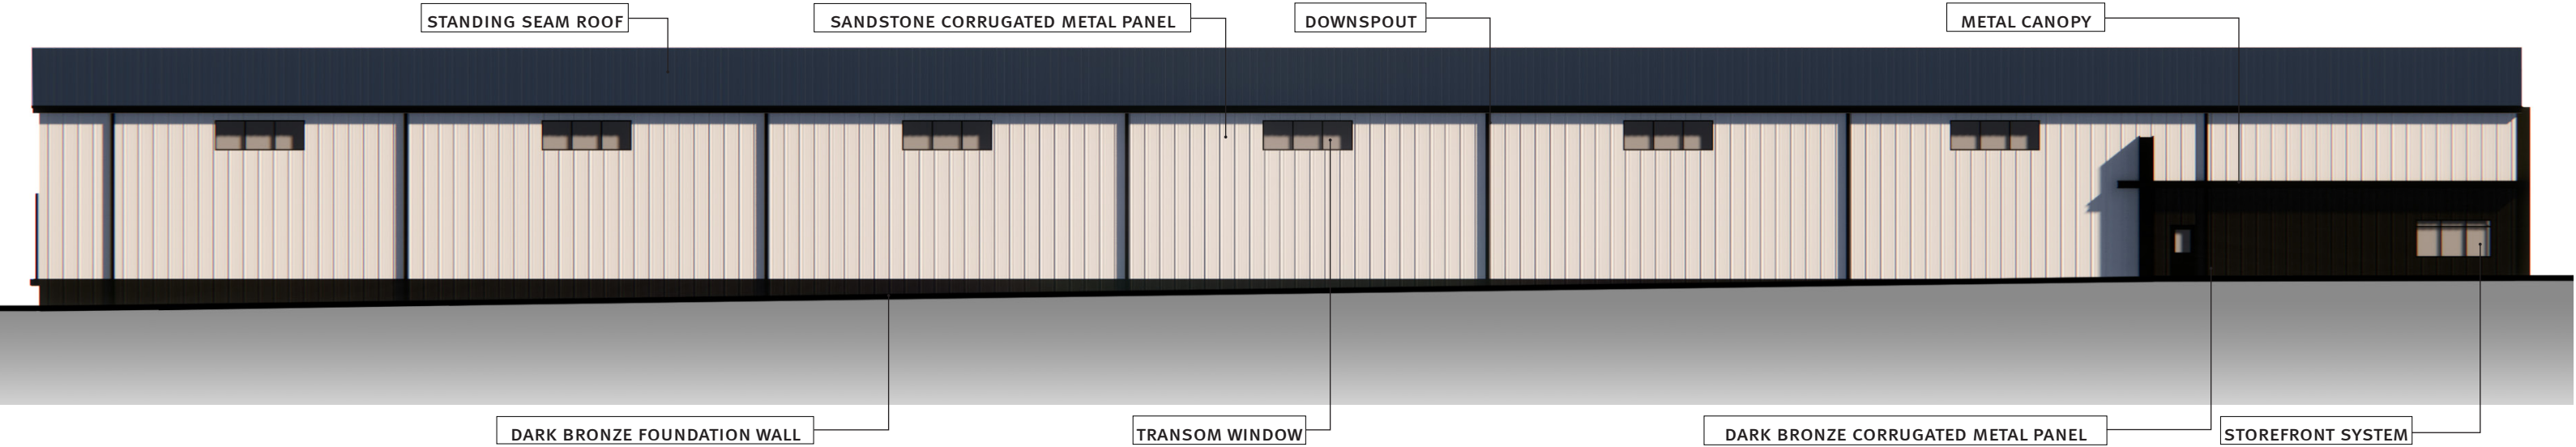 STANDING SEAM ROOF
SANDSTONE CORRUGATED METAL PANEL
DOWNSPOUT
METAL CANOPY
DARK BRONZE FOUNDATION WALL
TRANSOM WINDOW
DARK BRONZE CORRUGATED METAL PANEL
STOREFRONT SYSTEM